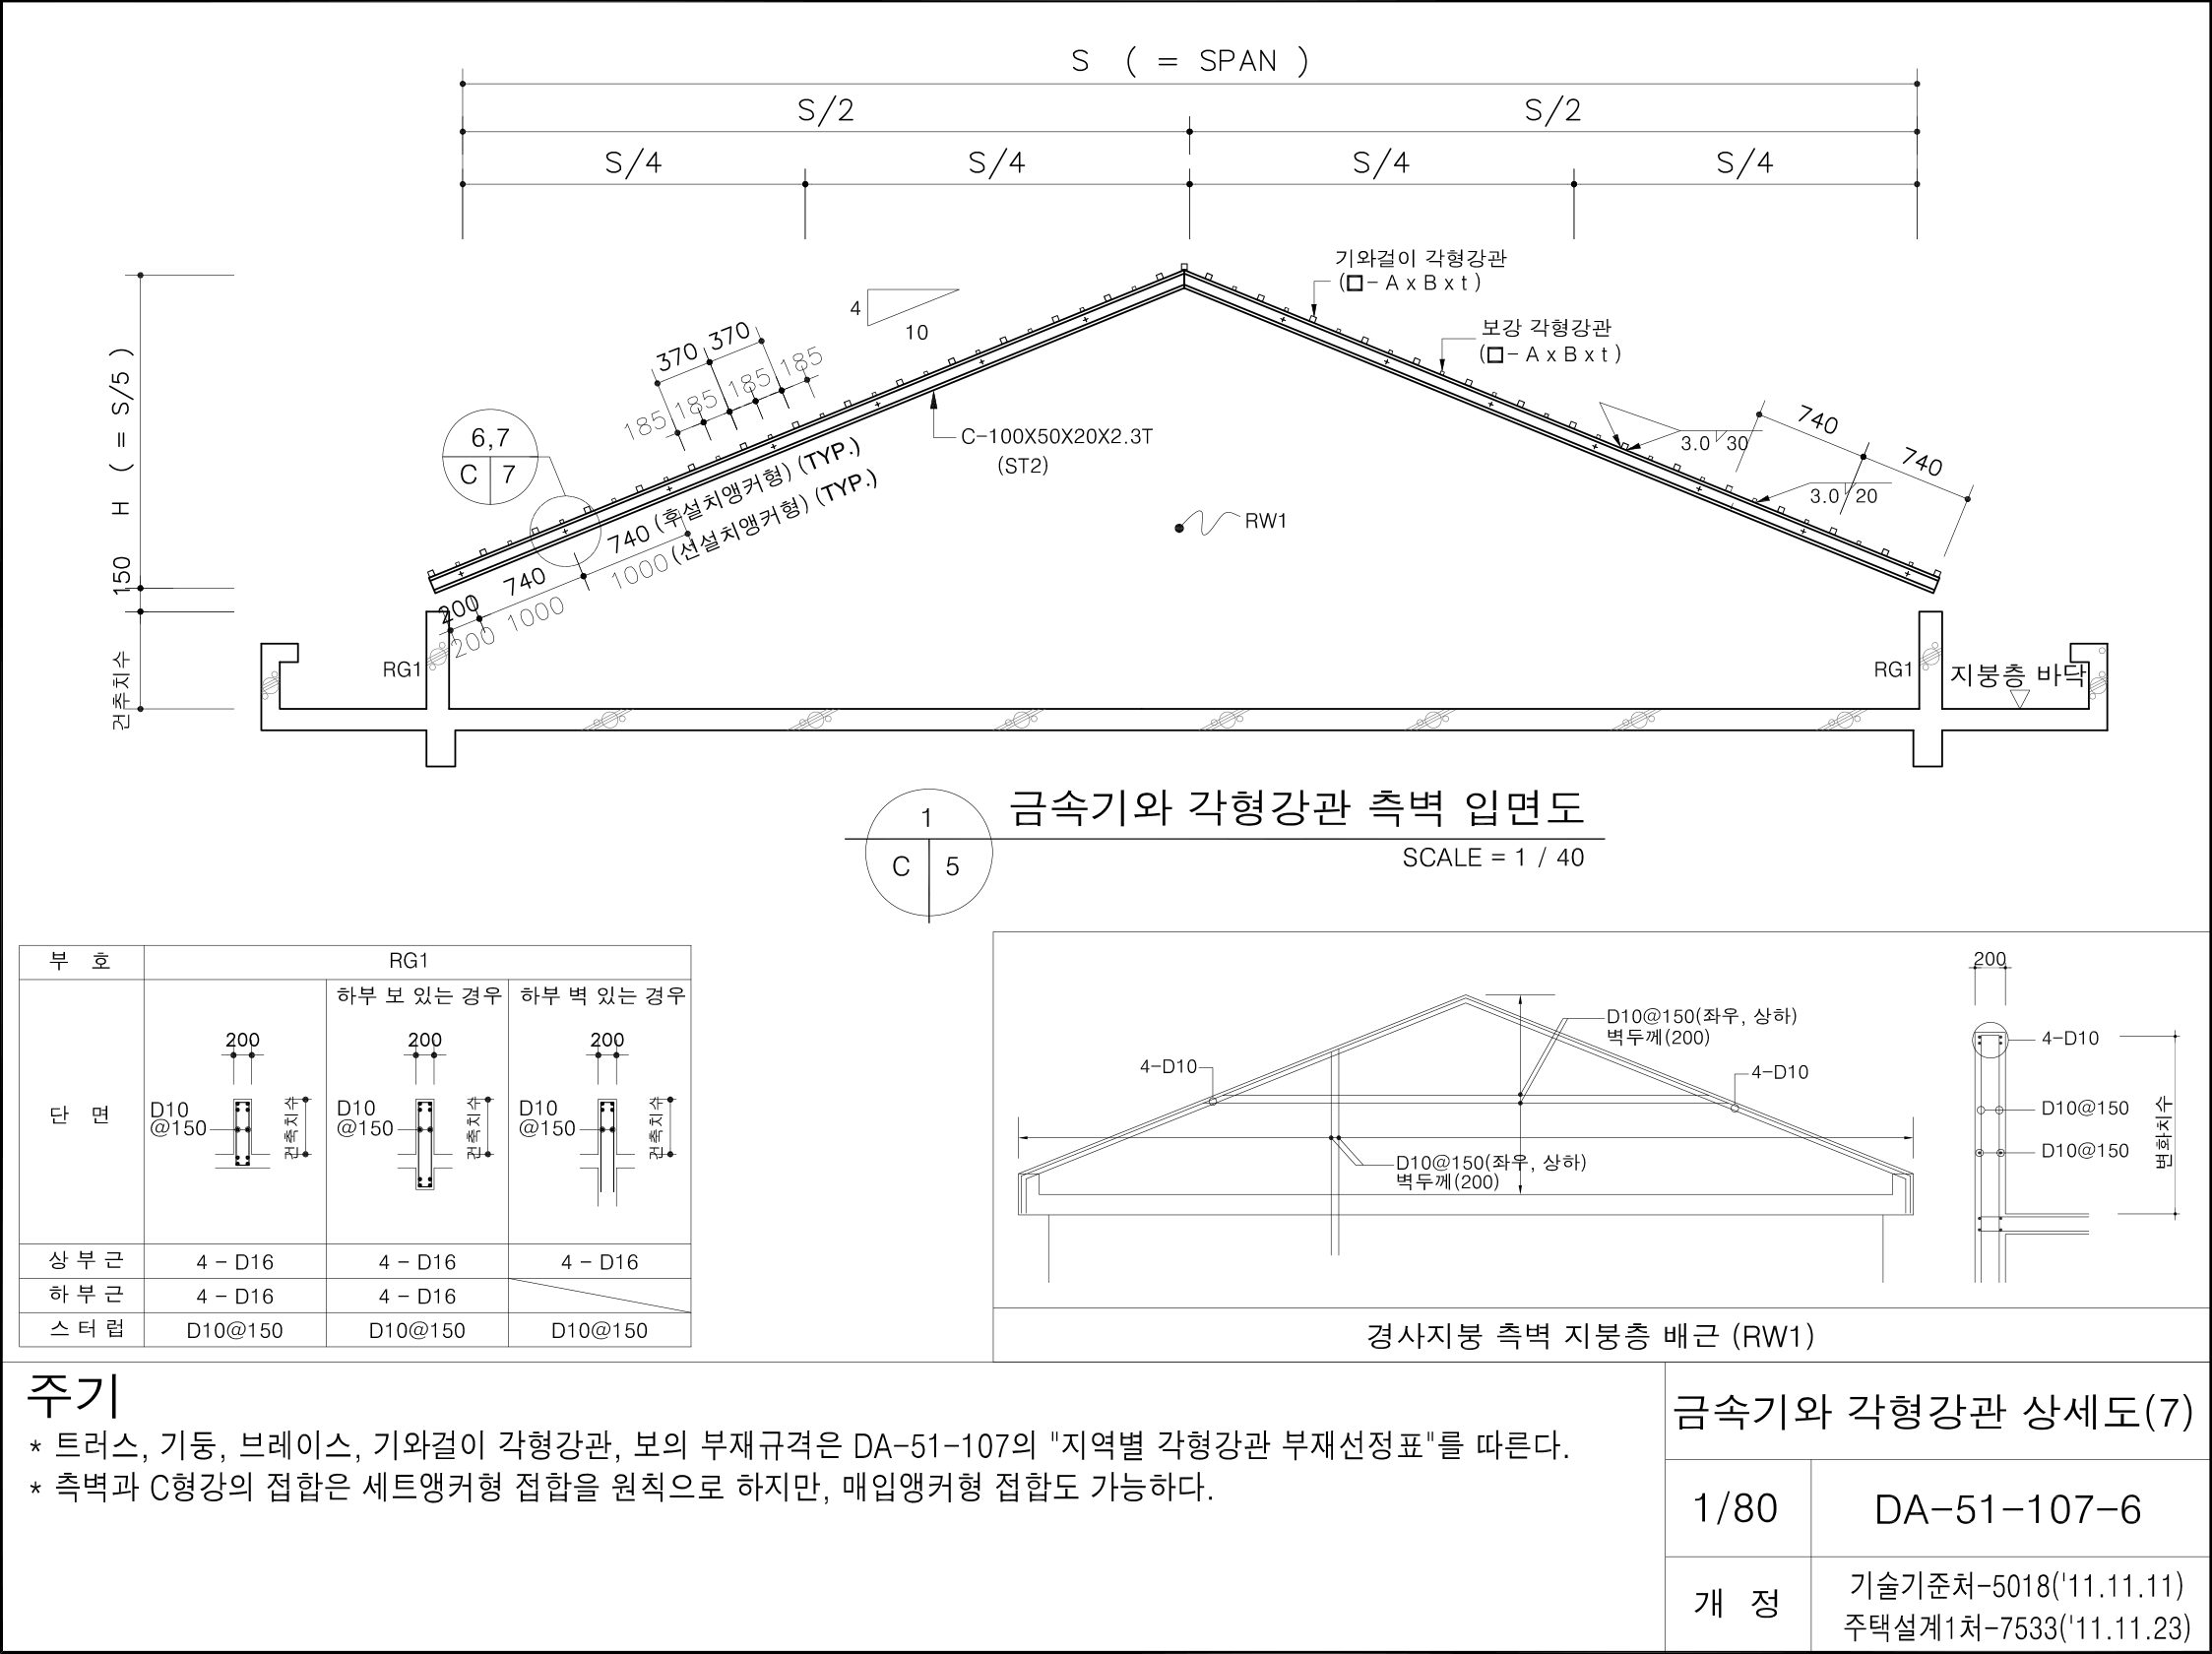 S ( = SPAN )
S/2 S/2
S/4 S/4 S/4 S/4
기와걸이 각형강관
(□-AxBxt)
보강 각형강관
(□-AxBxt)
4
10
370 370
185 185 185 185
H ( = S/5 )
150
건축치수
6,7
C 7
C-100X50X20X2.3T
(ST2)
3.0 30
3.0 20
740 740
RW1
740 (후설치앵커형) (TYP.)
1000 (선설치앵커형) (TYP.)
200 740
200 1000
RG1
RG1
지붕층 바닥
1
C 5
금속기와 각형강관 측벽 입면도
SCALE = 1 / 40
부 호 RG1
하부 보 있는 경우 하부 벽 있는 경우
단 면
200 200 200
D10
@150
건축치수
D10
@150
건축치수
D10
@150
건축치수
상부근 4 - D16 4 - D16 4 - D16
하부근 4 - D16 4 - D16
스터럽 D10@150 D10@150 D10@150
D10@150(좌우, 상하)
벽두께(200)
4-D10
4-D10
D10@150(좌우, 상하)
벽두께(200)
200
4-D10
D10@150
D10@150
변화치수
경사지붕 측벽 지붕층 배근 (RW1)
주기
* 트러스, 기둥, 브레이스, 기와걸이 각형강관, 보의 부재규격은 DA-51-107의 "지역별 각형강관 부재선정표"를 따른다.
* 측벽과 C형강의 접합은 세트앵커형 접합을 원칙으로 하지만, 매입앵커형 접합도 가능하다.
금속기와 각형강관 상세도(7)
1/80 DA-51-107-6
개 정
기술기준처-5018('11.11.11)
주택설계1처-7533('11.11.23)